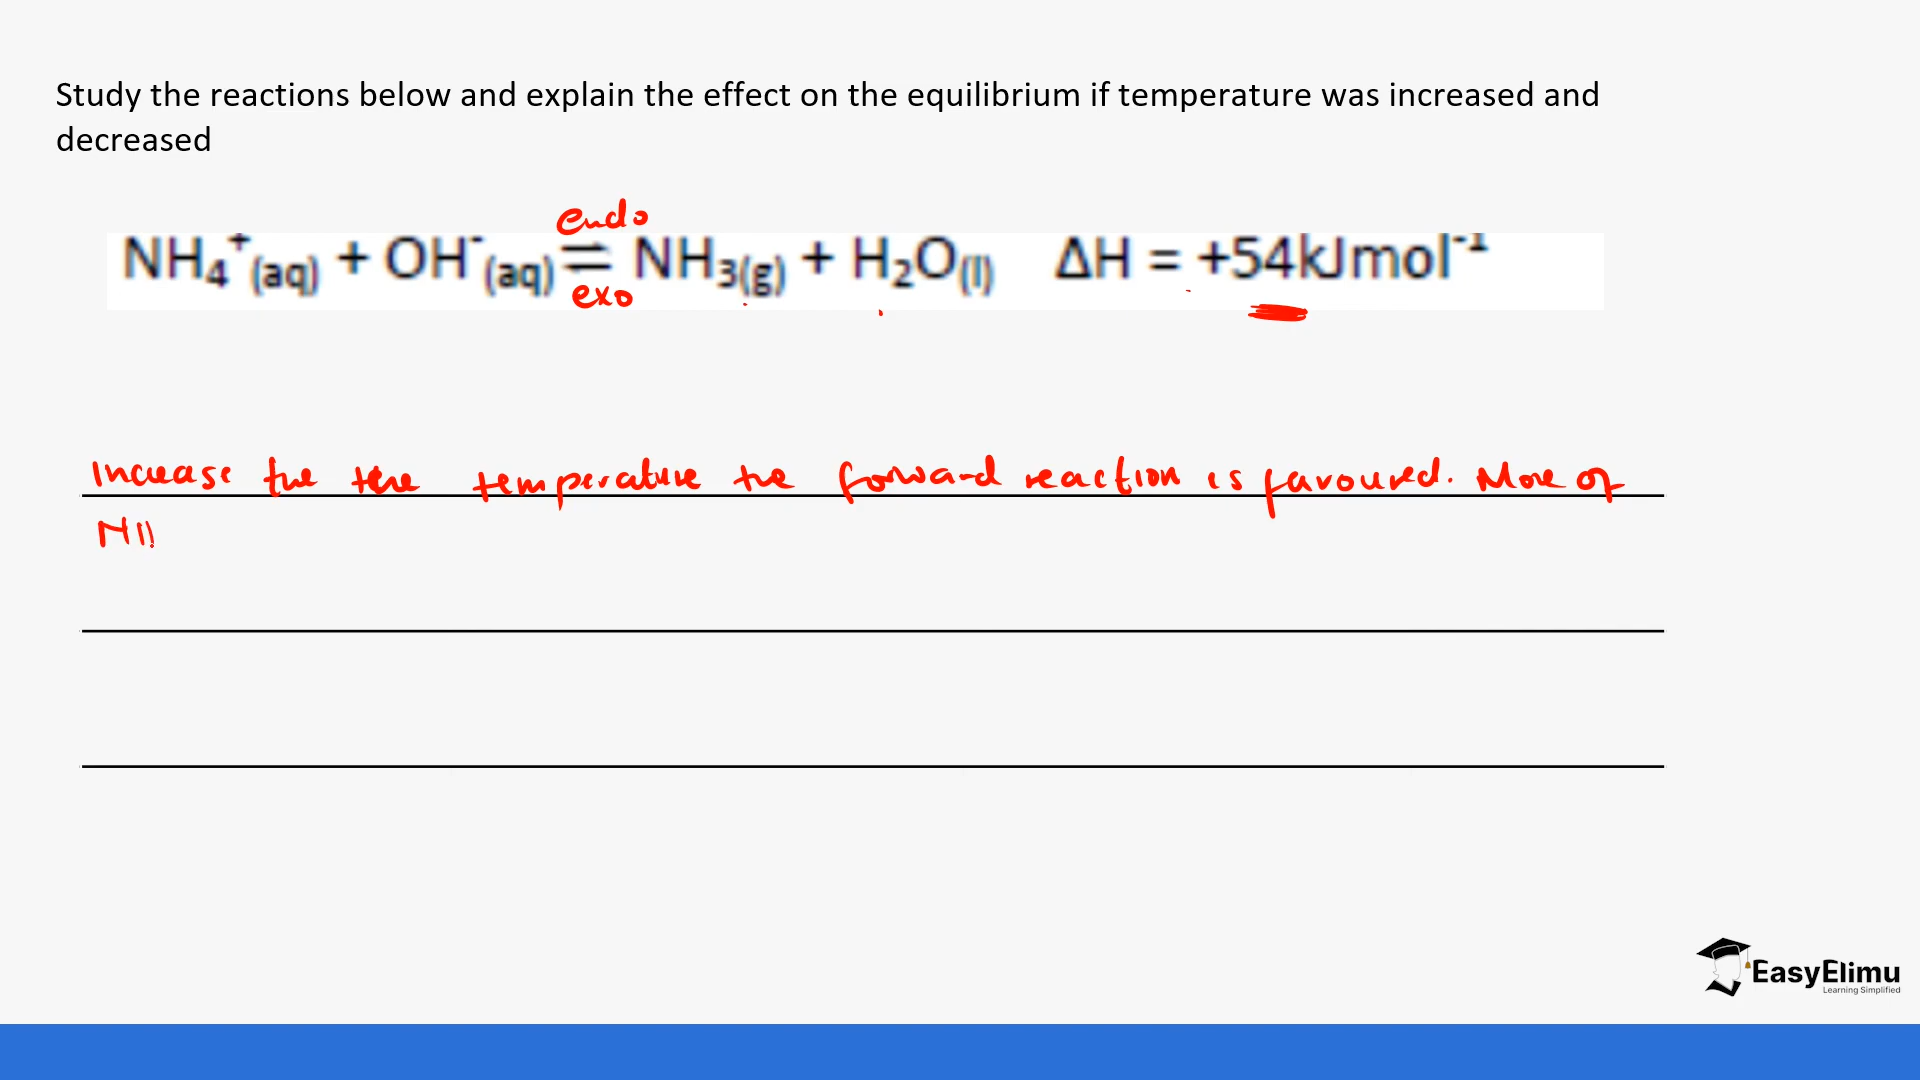 Study the reactions below and explain the effect on the equilibrium if temperature was increased and
decreased
endo
NH₄⁺(aq) + OH⁻(aq) ⇌ NH₃(g) + H₂O(l) ΔH = +54kJmol⁻¹
exo
Increase the temperature the forward reaction is favoured. More of
EasyElimu
Learning Simplified